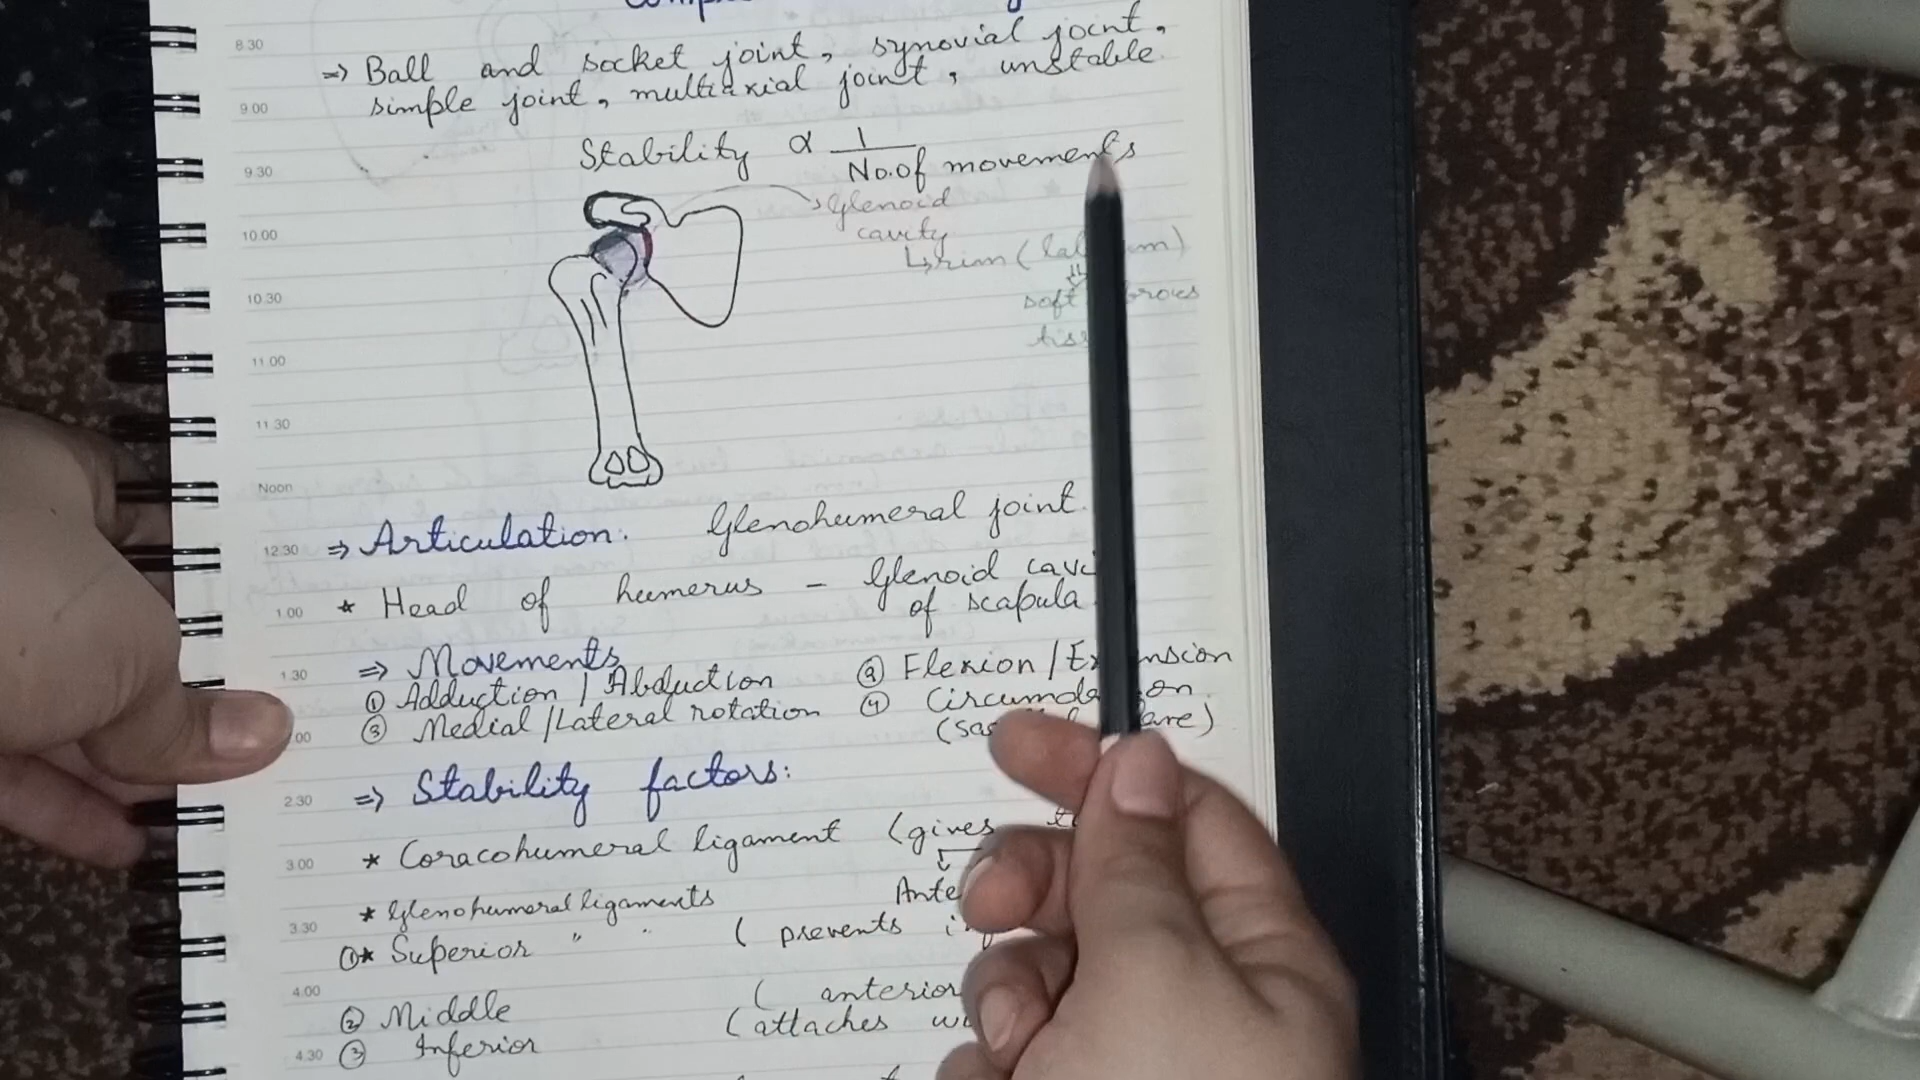 8.30
⇒ Ball and socket joint, synovial joint,
simple joint, multiaxial joint, unstable.
9.00
Stability ∝ 1
No. of movements
9.30
Glenoid
cavity
10.00
↳ rim (
10.30
soft
11.00
11.30
Noon
⇒ Articulation: Glenohumeral joint.
12.30
* Head of humerus – Glenoid
of scapula
1.00
⇒ Movements
1.30
① Adduction / Abduction ② Flexion /
③ Medial / Lateral rotation ④
⇒ Stability factors:
2.30
* Coracohumeral ligament (gives
3.00
* Glenohumeral ligaments
3.30
①* Superior " " ( prevents
4.00
② Middle ( anterior
③ Inferior (attaches
4.30